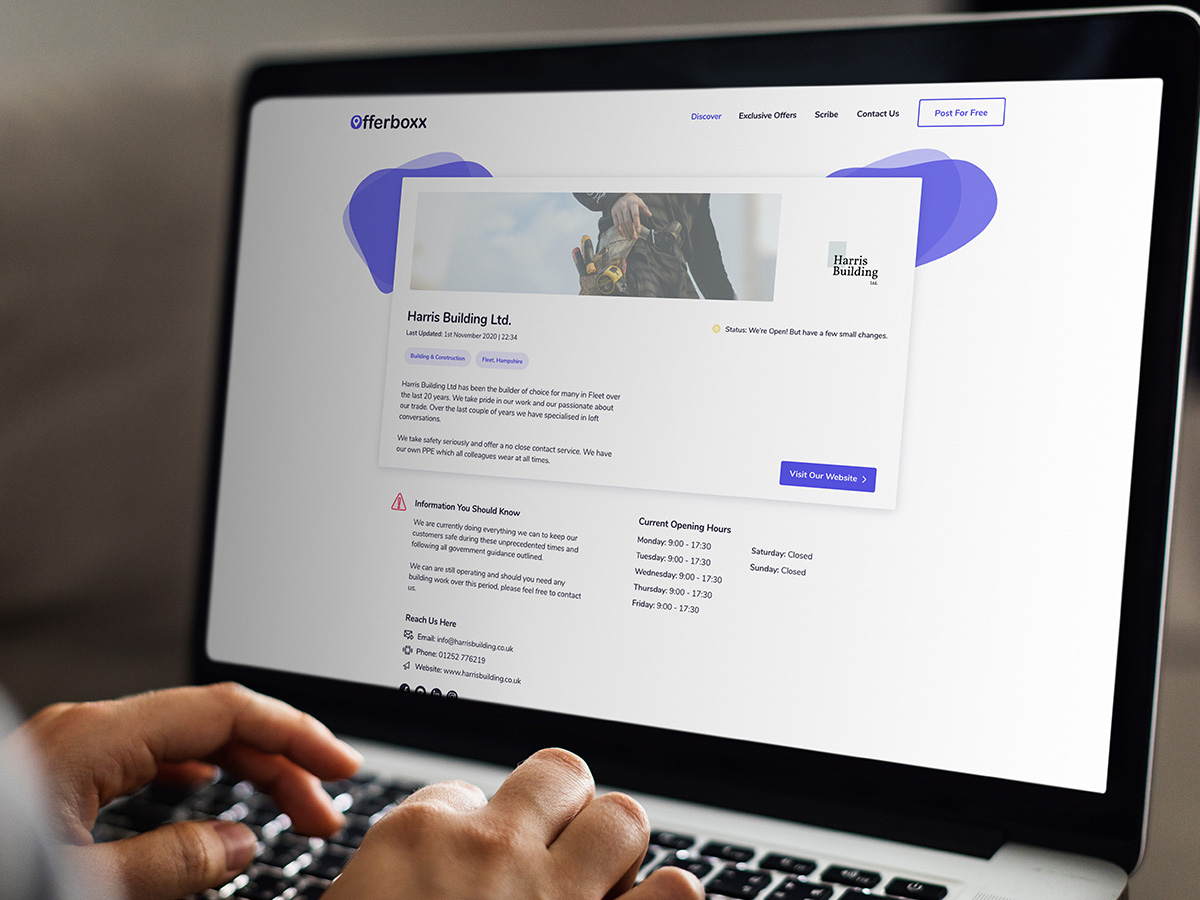 Offerboxx
Discover
Exclusive Offers
Scribe
Contact Us
Post For Free
Harris
Building
Ltd.
Harris Building Ltd.
Last Updated: 1st November 2020 | 22:34
Status: We're Open! But have a few small changes.
Building & Construction
Fleet, Hampshire
Harris Building Ltd has been the builder of choice for many in Fleet over
the last 20 years. We take pride in our work and our passionate about
our trade. Over the last couple of years we have specialised in loft
conversations.
We take safety seriously and offer a no close contact service. We have
our own PPE which all colleagues wear at all times.
Visit Our Website
Information You Should Know
We are currently doing everything we can to keep our
customers safe during these unprecedented times and
following all government guidance outlined.
We can are still operating and should you need any
building work over this period, please feel free to contact
us.
Current Opening Hours
Monday: 9:00 - 17:30
Tuesday: 9:00 - 17:30
Wednesday: 9:00 - 17:30
Thursday: 9:00 - 17:30
Friday: 9:00 - 17:30
Saturday: Closed
Sunday: Closed
Reach Us Here
Email: info@harrisbuilding.co.uk
Phone: 01252 776219
Website: www.harrisbuilding.co.uk